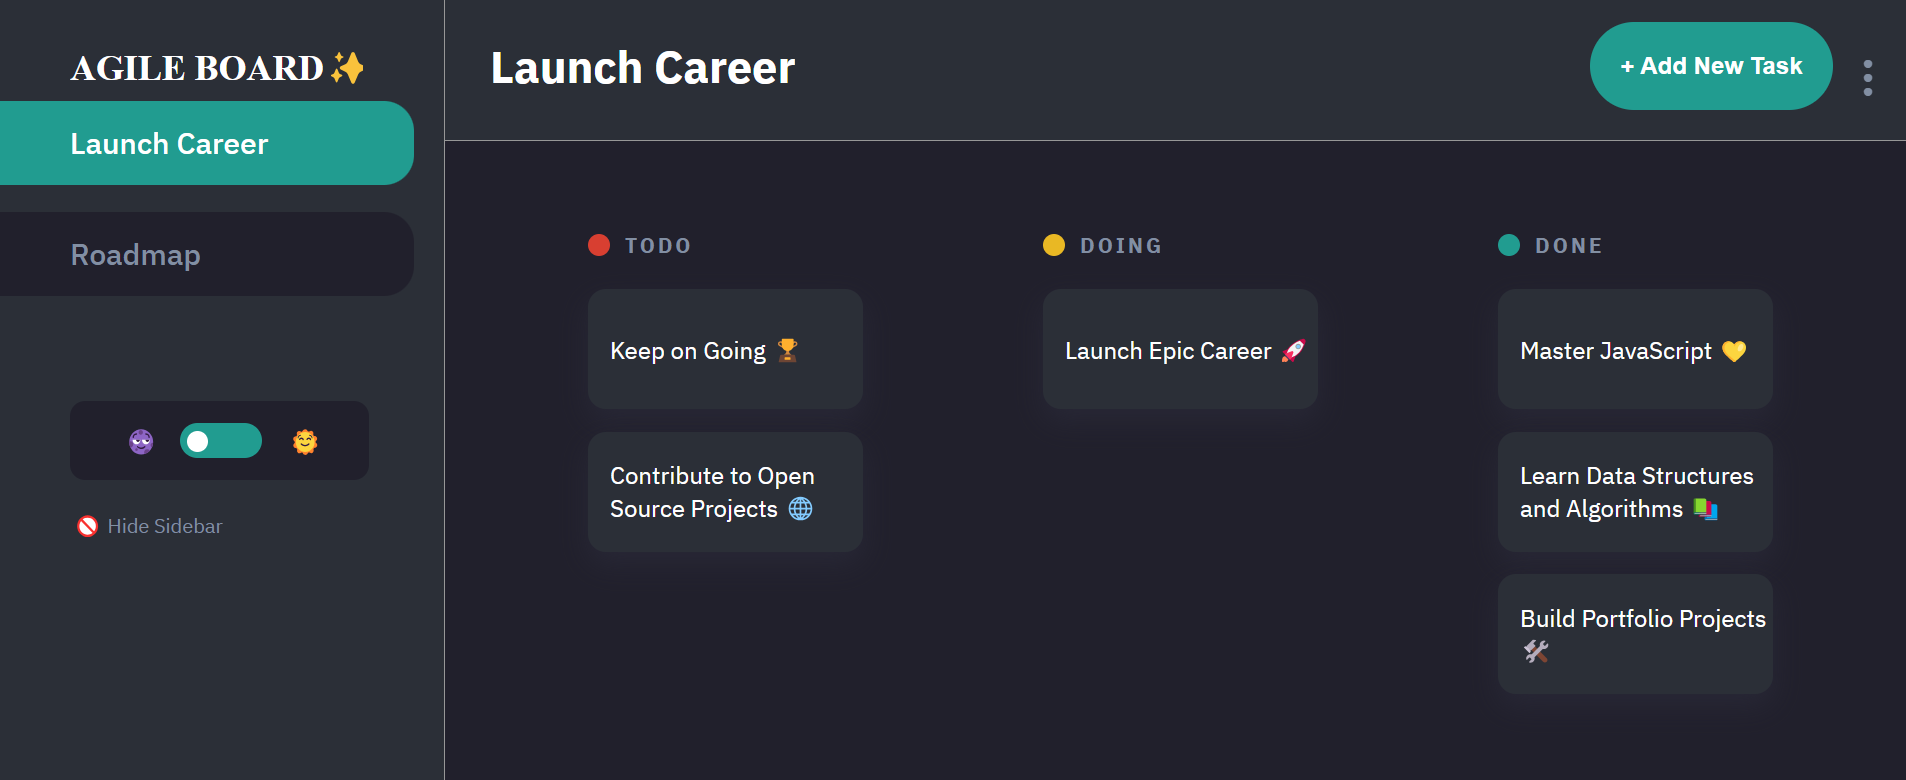 AGILE BOARD✨
Launch Career
Roadmap
Hide Sidebar
Launch Career
+ Add New Task
TODO
Keep on Going 🏆
Contribute to Open
Source Projects 🌐
DOING
Launch Epic Career 🚀
DONE
Master JavaScript 💛
Learn Data Structures
and Algorithms 📚
Build Portfolio Projects
🛠️